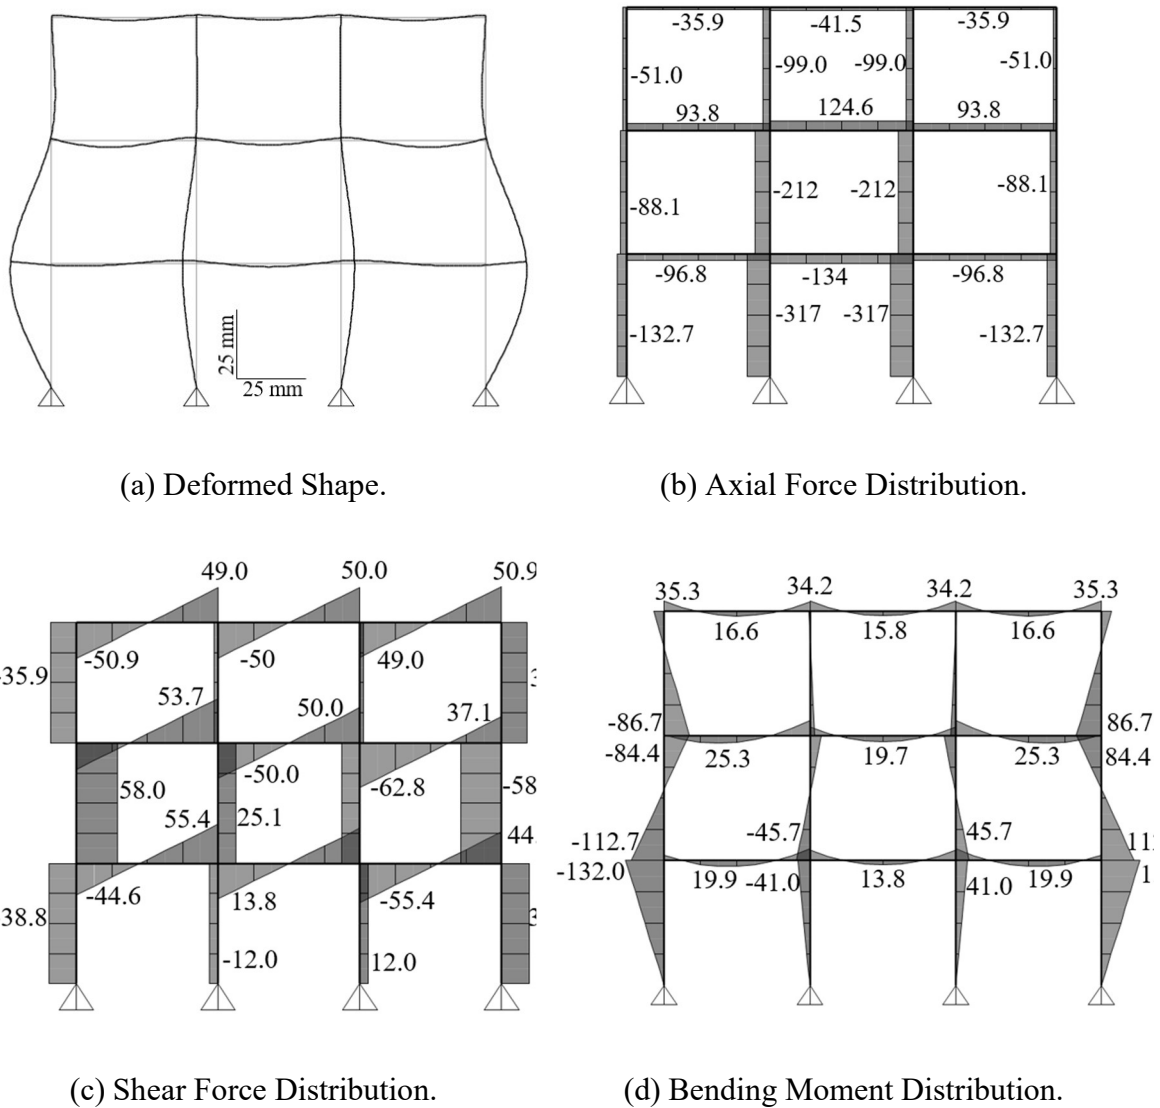 25 mm
25 mm
(a) Deformed Shape.
-35.9 -41.5 -35.9
-51.0 -99.0 -99.0 -51.0
93.8 124.6 93.8
-88.1 -212 -212 -88.1
-96.8 -134 -96.8
-132.7 -317 -317 -132.7
(b) Axial Force Distribution.
49.0 50.0 50.9
-50.9 -50 49.0
35.9
53.7 50.0 37.1
-50.0 -62.8
58.0 25.1 -58
55.4 44.
-44.6 13.8 -55.4
38.8
-12.0 12.0
(c) Shear Force Distribution.
35.3 34.2 34.2 35.3
16.6 15.8 16.6
-86.7 86.7
-84.4 25.3 19.7 25.3 84.4
-112.7 -45.7 45.7
-132.0 19.9 -41.0 13.8 41.0 19.9
(d) Bending Moment Distribution.